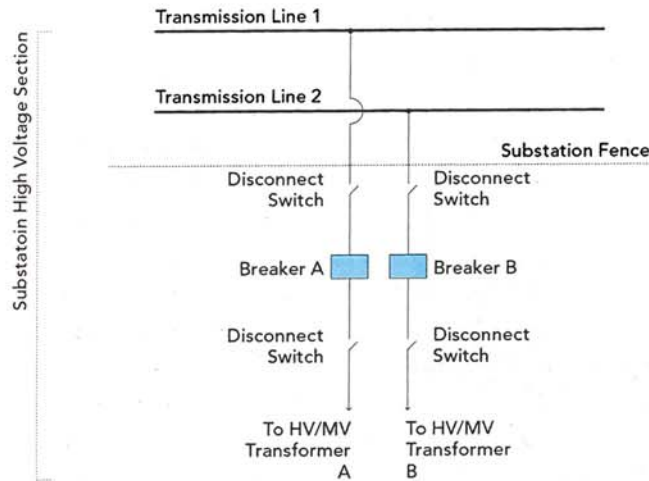 Transmission Line 1
Transmission Line 2
Substation Fence
Substatoin High Voltage Section
Disconnect
Switch
Disconnect
Switch
Breaker A
Breaker B
Disconnect
Switch
Disconnect
Switch
To HV/MV
Transformer
A
To HV/MV
Transformer
B